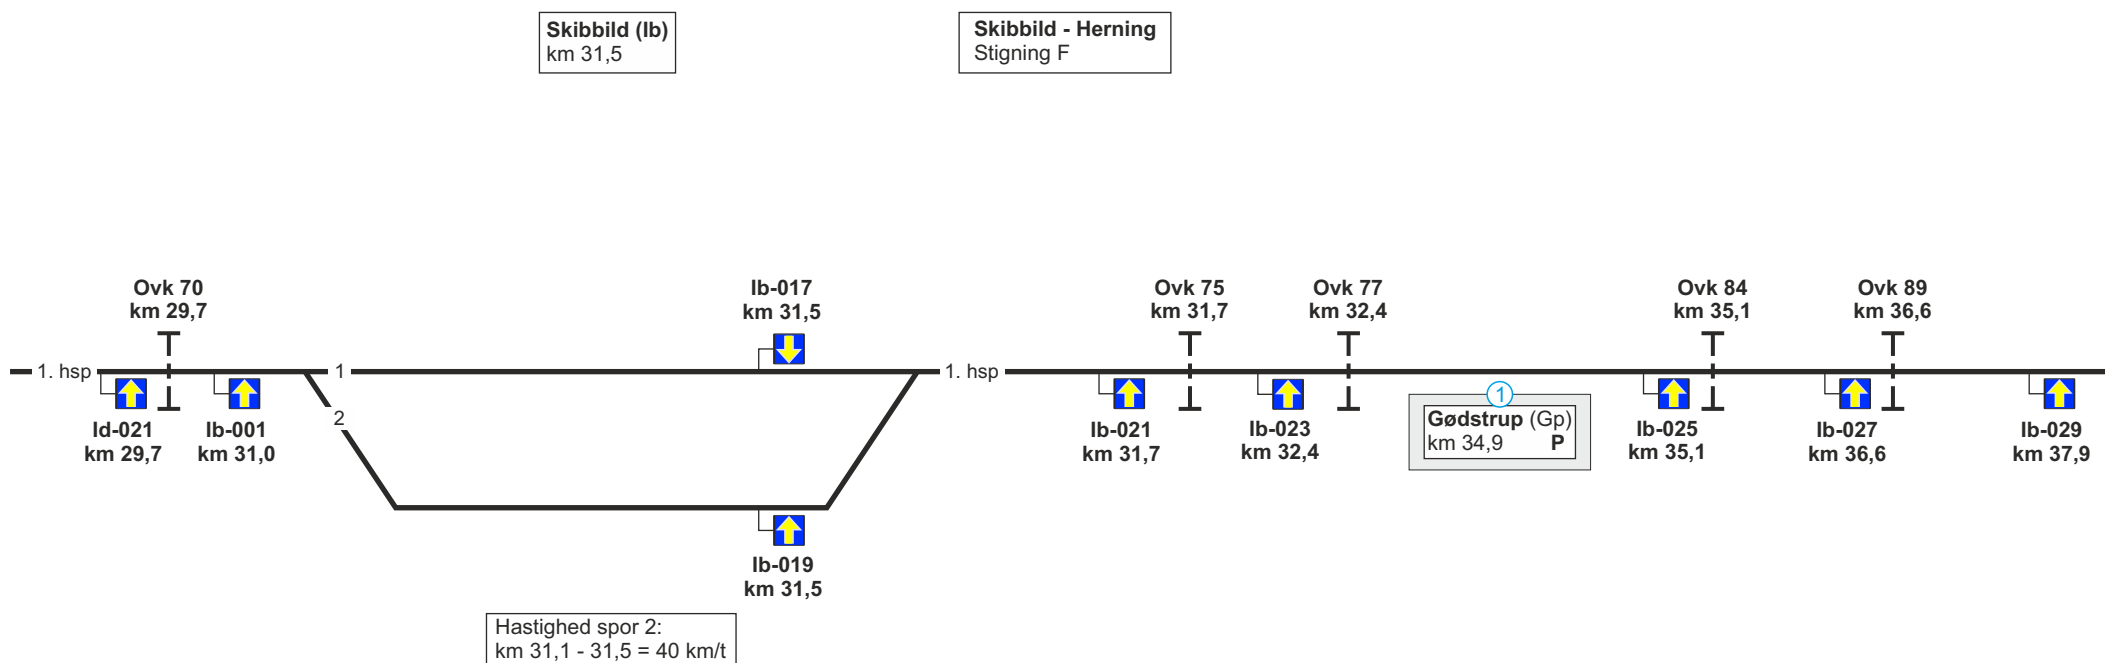 Skibbild (Ib)
km 31,5
Skibbild - Herning
Stigning F
Ovk 70
km 29,7
Ib-017
km 31,5
Ovk 75
km 31,7
Ovk 77
km 32,4
Ovk 84
km 35,1
Ovk 89
km 36,6
1. hsp
1
1. hsp
2
Id-021
km 29,7
Ib-001
km 31,0
Ib-021
km 31,7
Ib-023
km 32,4
1
Gødstrup (Gp)
km 34,9 P
Ib-025
km 35,1
Ib-027
km 36,6
Ib-029
km 37,9
Ib-019
km 31,5
Hastighed spor 2:
km 31,1 - 31,5 = 40 km/t